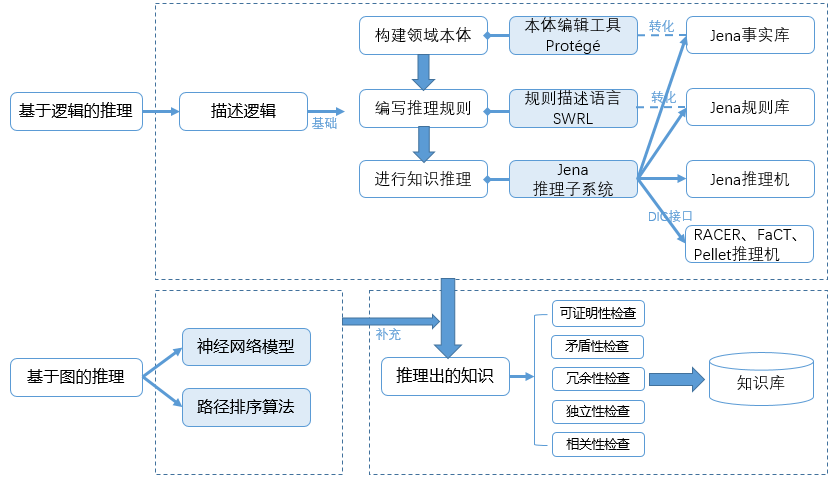 构建领域本体
本体编辑工具
Protégé
转化
Jena事实库
基于逻辑的推理
描述逻辑
基础
编写推理规则
规则描述语言
SWRL
转化
Jena规则库
进行知识推理
Jena
推理子系统
Jena推理机
DIG接口
RACER、FaCT、
Pellet推理机
基于图的推理
神经网络模型
路径排序算法
补充
推理出的知识
可证明性检查
矛盾性检查
冗余性检查
独立性检查
相关性检查
知识库